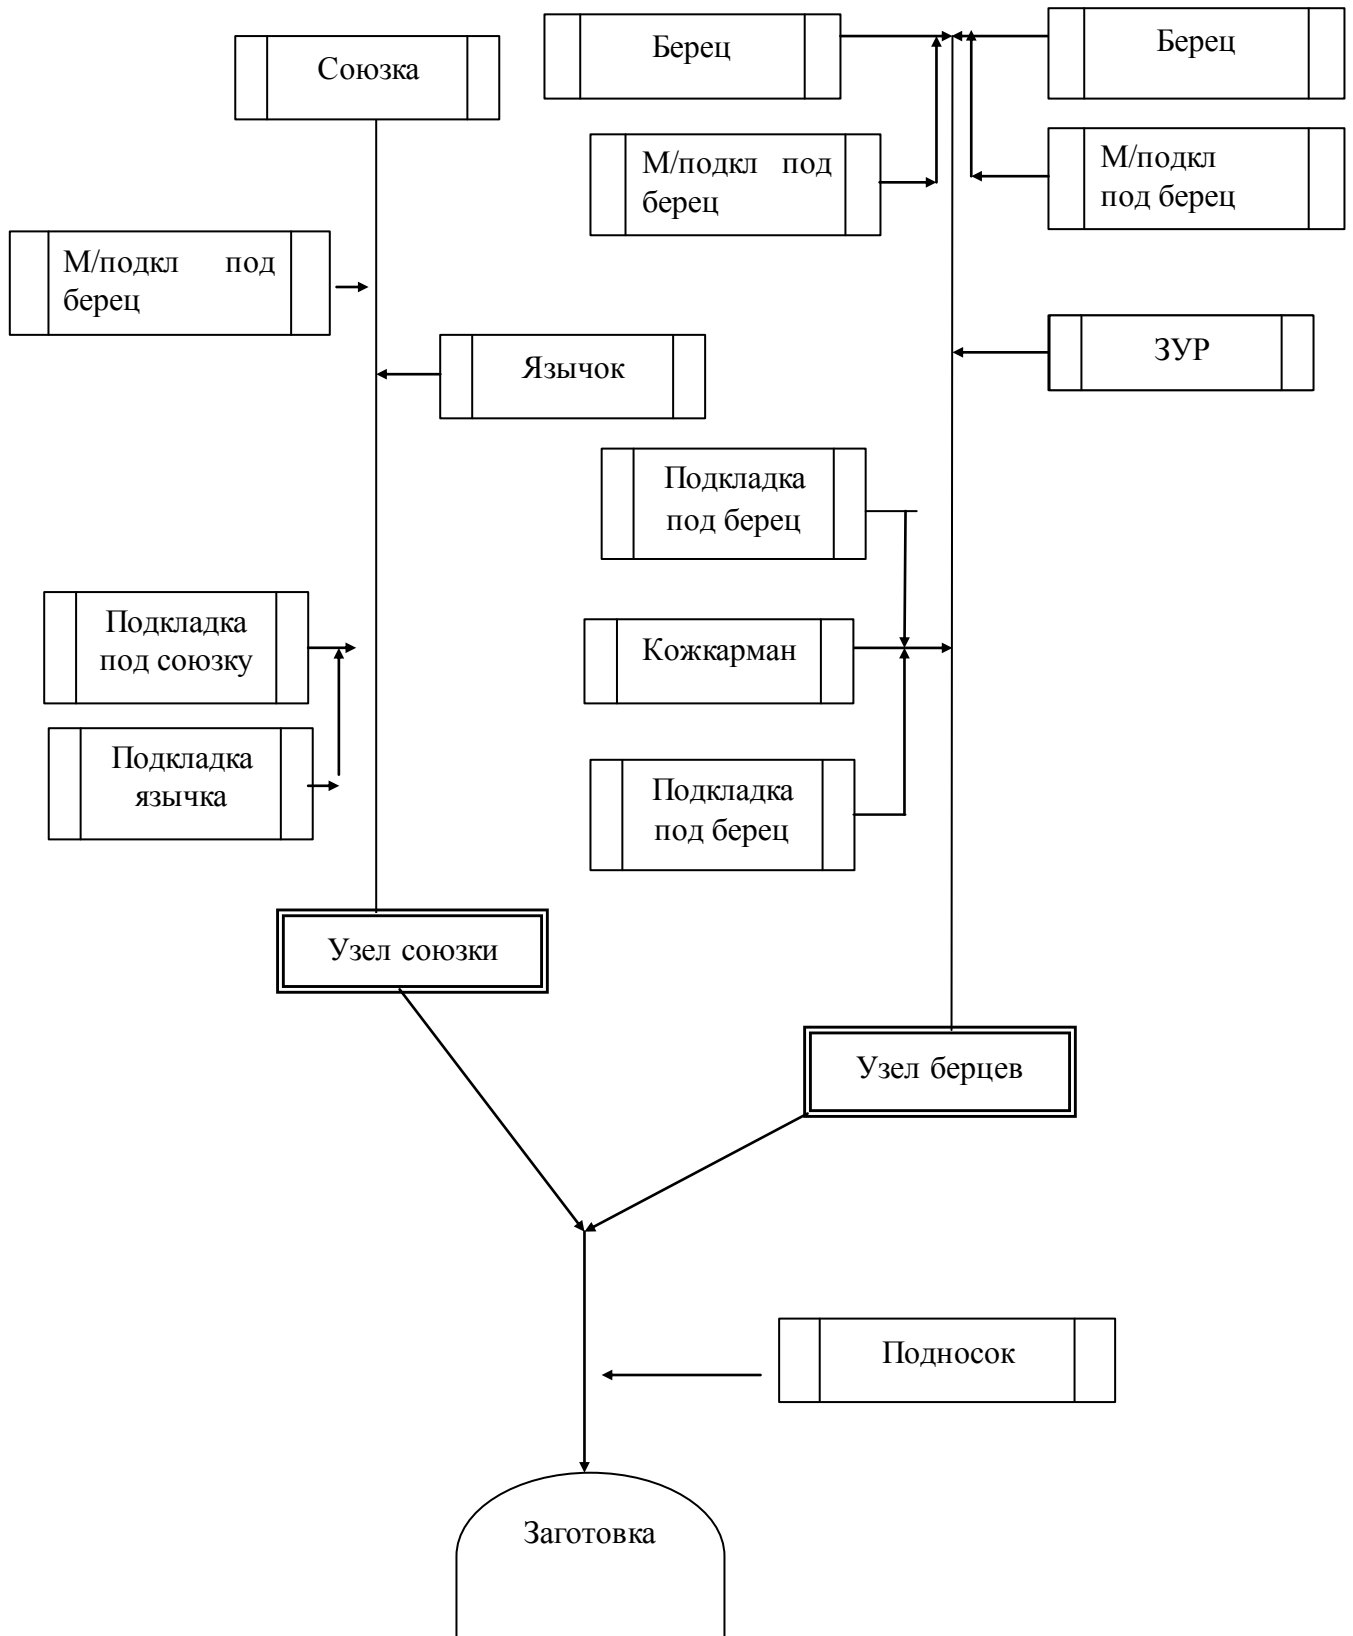 Союзка
Берец
Берец
М/подкл под
берец
М/подкл
под берец
М/подкл под
берец
Язычок
ЗУР
Подкладка
под берец
Подкладка
под союзку
Кожкарман
Подкладка
язычка
Подкладка
под берец
Узел союзки
Узел берцев
Подносок
Заготовка